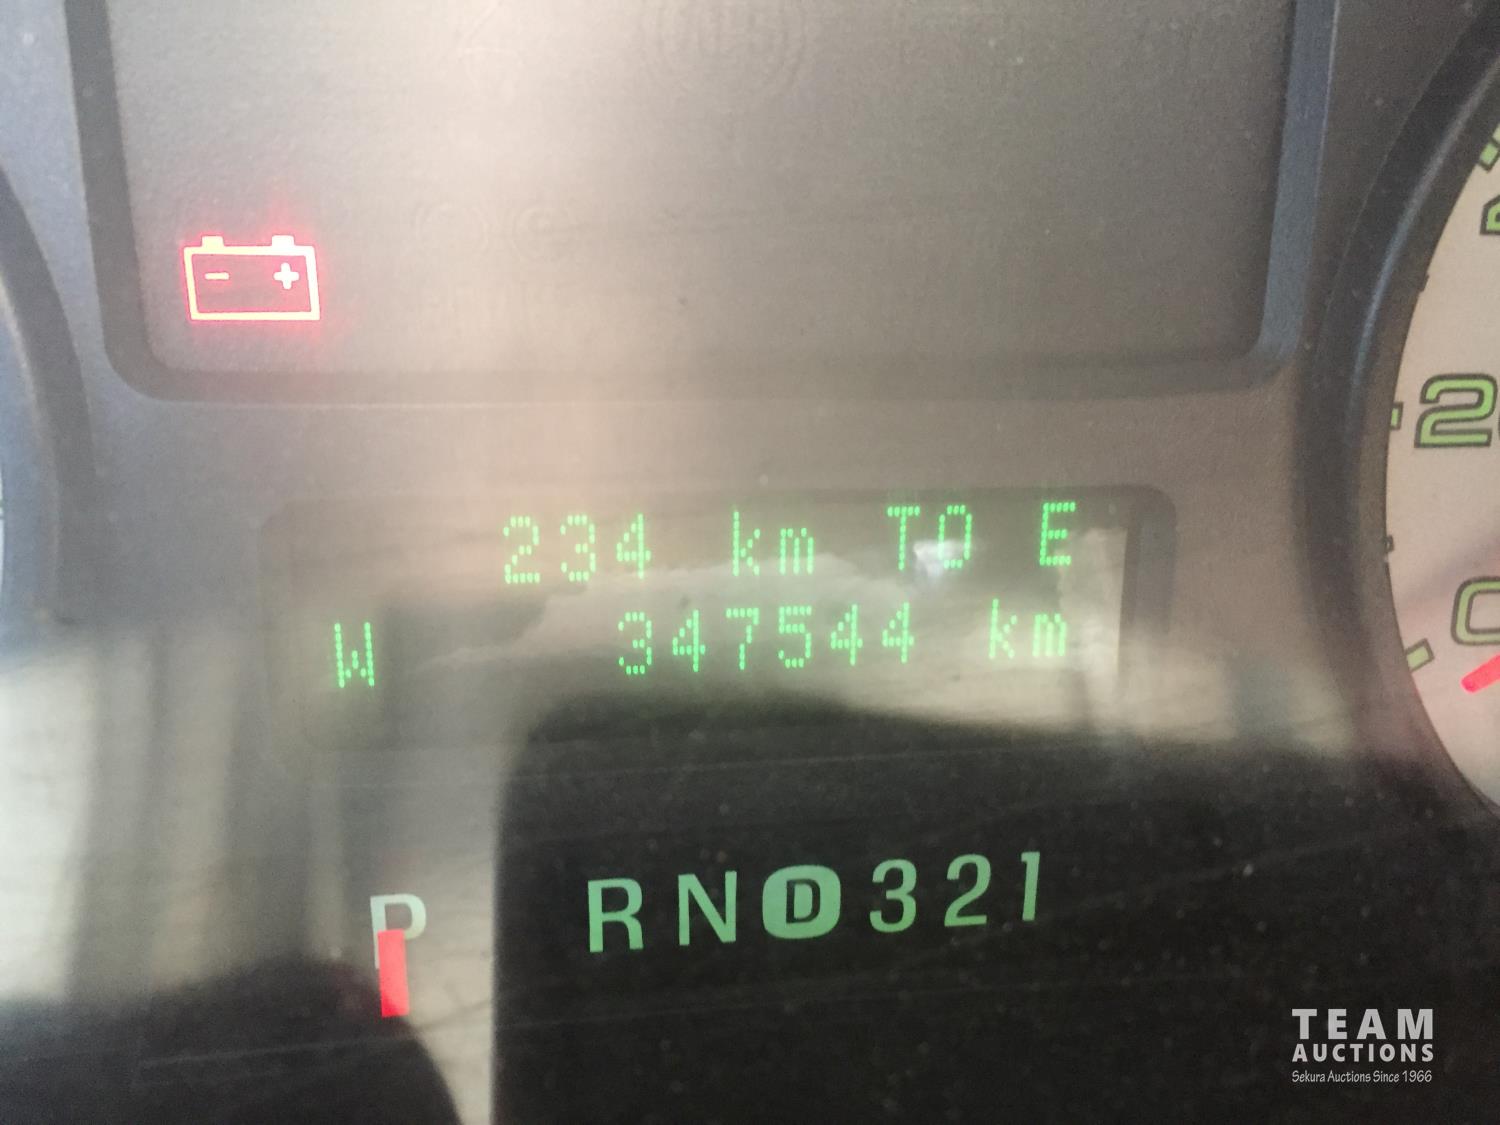 - +
234 km TO E
W 347544 km
P RND321
TEAM
AUCTIONS
Sekura Auctions Since 1966